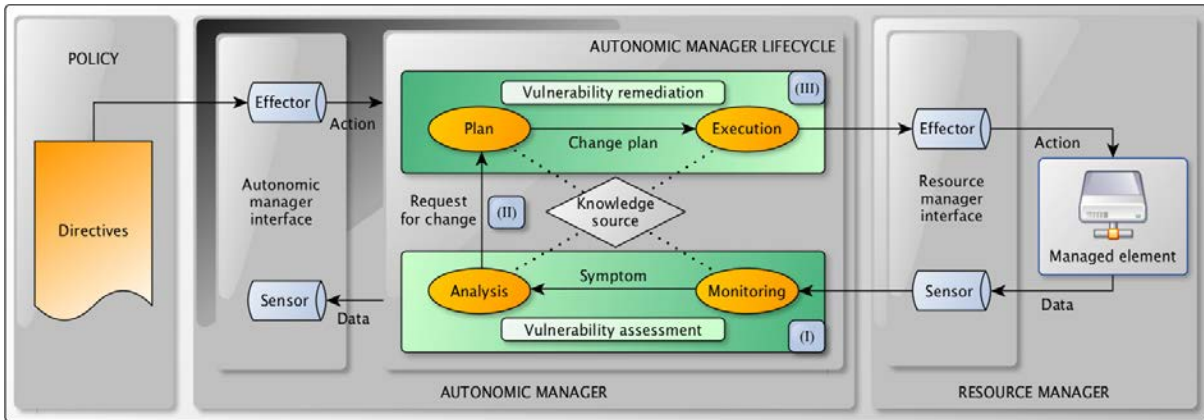 POLICY
Directives
Effector
Action
Autonomic
manager
interface
Sensor
Data
AUTONOMIC MANAGER LIFECYCLE
Vulnerability remediation
(III)
Plan
Change plan
Execution
Request
for change
(II)
Knowledge
source
Analysis
Symptom
Monitoring
Vulnerability assessment
(I)
AUTONOMIC MANAGER
Effector
Action
Resource
manager
interface
Managed element
Sensor
Data
RESOURCE MANAGER